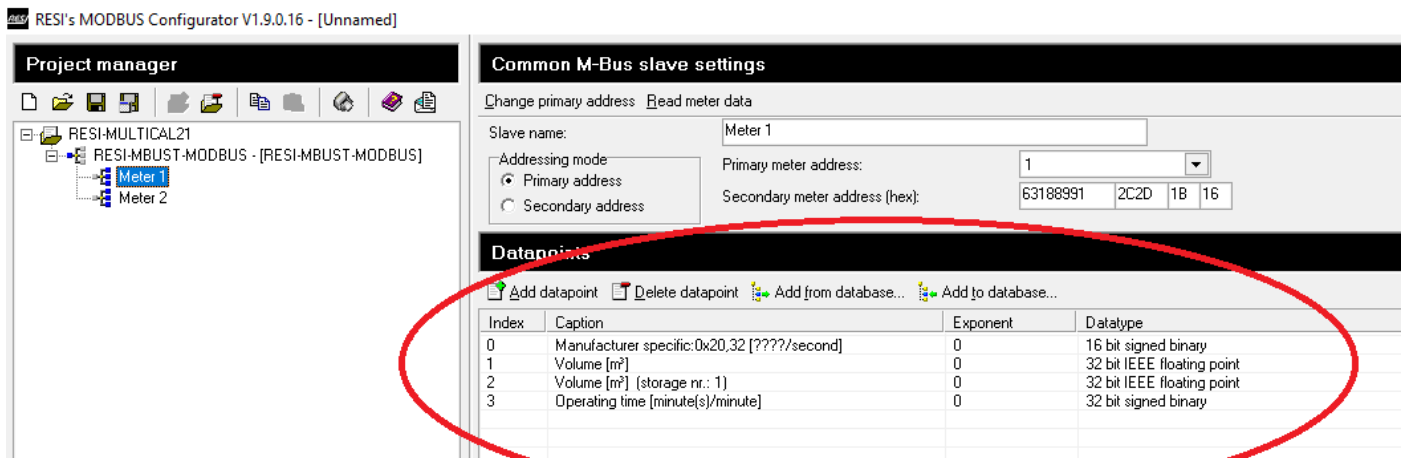 RESI's MODBUS Configurator V1.9.0.16 - [Unnamed]
Project manager
RESI-MULTICAL21
RESI-MBUST-MODBUS - [RESI-MBUST-MODBUS]
Meter 1
Meter 2
Common M-Bus slave settings
Change primary address Read meter data
Slave name: Meter 1
Addressing mode
Primary address
Secondary address
Primary meter address: 1
Secondary meter address (hex): 63188991 2C2D 1B 16
Datapoints
Add datapoint Delete datapoint Add from database... Add to database...
Index Caption Exponent Datatype
0 Manufacturer specific:0x20,32 [????/second] 0 16 bit signed binary
1 Volume [m³] 0 32 bit IEEE floating point
2 Volume [m³] (storage nr.: 1) 0 32 bit IEEE floating point
3 Operating time [minute(s)/minute] 0 32 bit signed binary